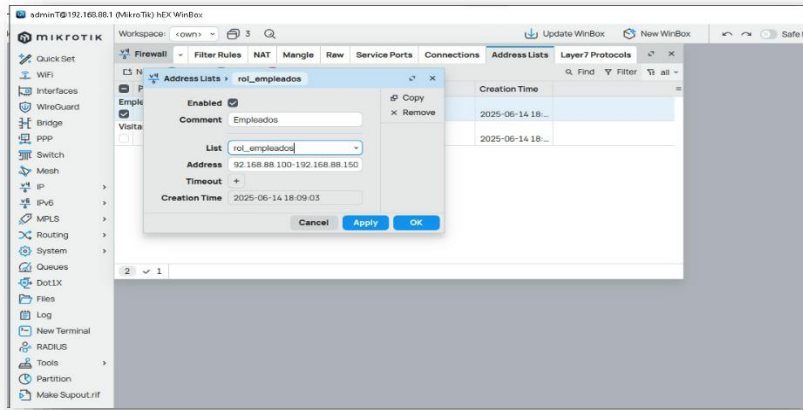 adminT@192.168.88.1 (MikroTik) hEX WinBox
MikroTik
Workspace: <own> 3 Update WinBox New WinBox Safe
Quick Set
WiFi
Interfaces
WireGuard
Bridge
PPP
Switch
Mesh
IP
IPv6
MPLS
Routing
System
Queues
Dot1X
Files
Log
New Terminal
RADIUS
Tools
Partition
Make Supout.rif
Firewall - Filter Rules NAT Mangle Raw Service Ports Connections Address Lists Layer7 Protocols
Find Filter all
Creation Time
Emple
2025-06-14 18:...
Visita
2025-06-14 18:...
Address Lists › rol_empleados
Enabled
Comment Empleados
List rol_empleados
Address 92.168.88.100-192.168.88.150
Timeout +
Creation Time 2025-06-14 18:09:03
Copy
Remove
Cancel Apply OK
2 1